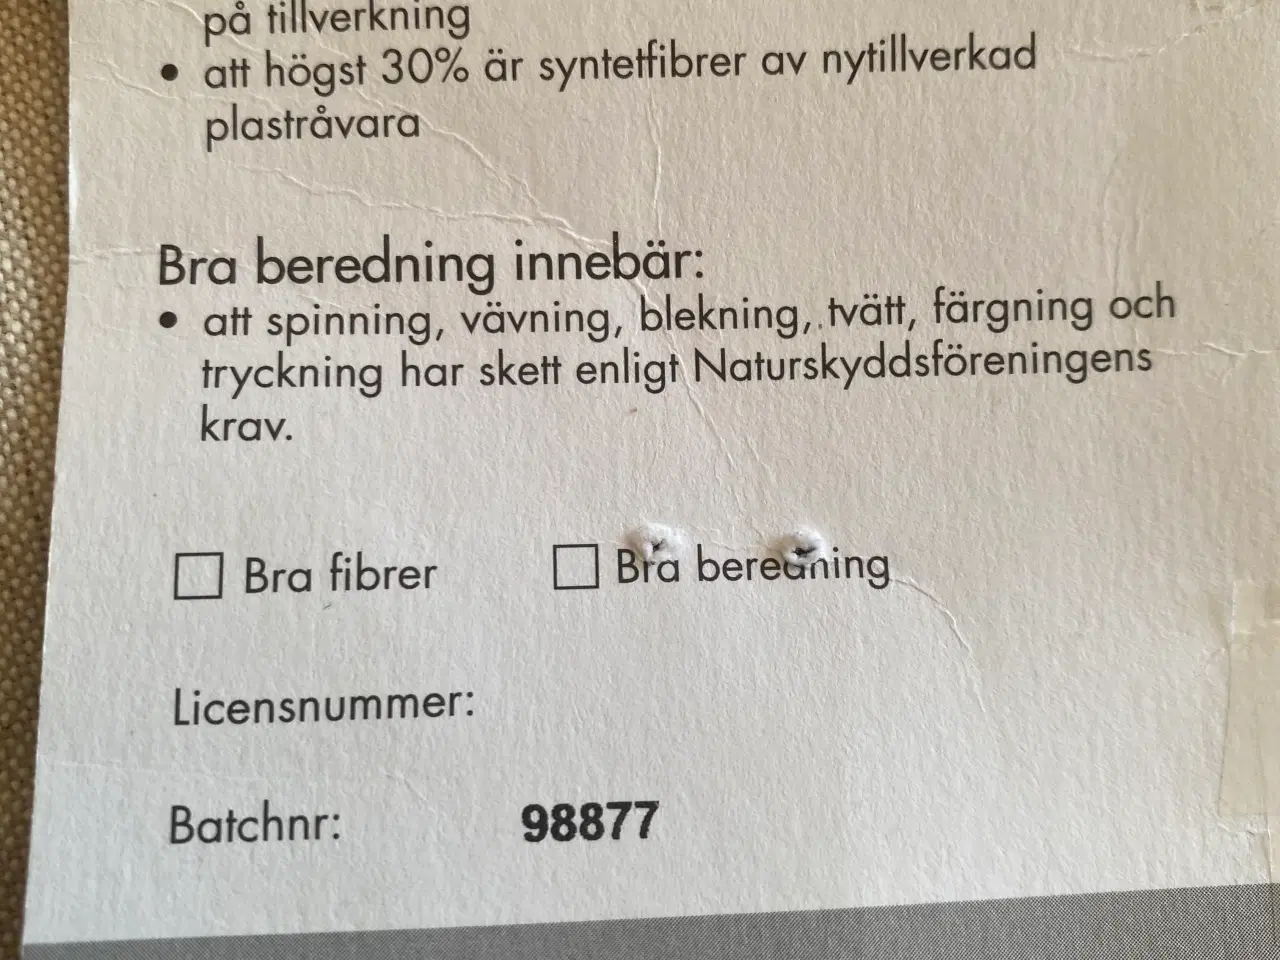 på tillverkning
• att högst 30% är syntetfibrer av nytillverkad
plastråvara
Bra beredning innebär:
• att spinning, vävning, blekning, tvätt, färgning och
tryckning har skett enligt Naturskyddsföreningens
krav.
☐ Bra fibrer ☐ Bra beredning
Licensnummer:
Batchnr: 98877